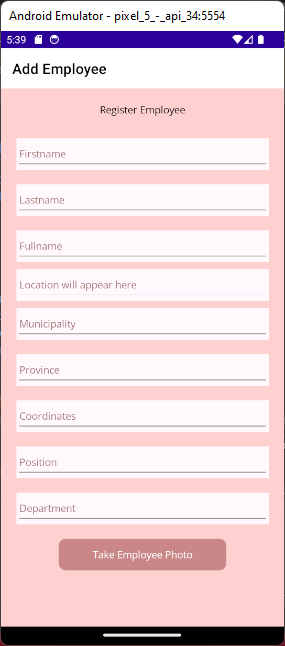 Android Emulator - pixel_5_-_api_34:5554
5:39
Add Employee
Register Employee
Firstname
Lastname
Fullname
Location will appear here
Municipality
Province
Coordinates
Position
Department
Take Employee Photo